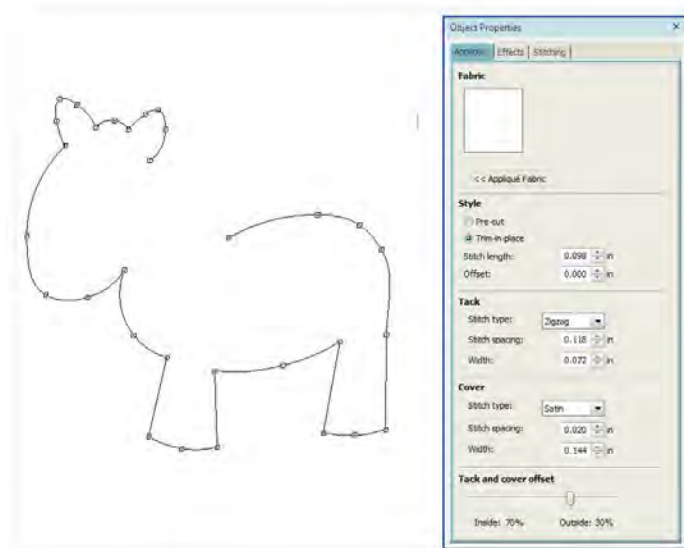 Object Properties
Appliqué Effects Stitching
Fabric
<< Appliqué Fabric
Style
Pre-cut
Trim-in-place
Stitch length: 0.098 in
Offset: 0.000 in
Tack
Stitch type: Zigzag
Stitch spacing: 0.118 in
Width: 0.072 in
Cover
Stitch type: Satin
Stitch spacing: 0.020 in
Width: 0.144 in
Tack and cover offset
Inside: 70% Outside: 30%